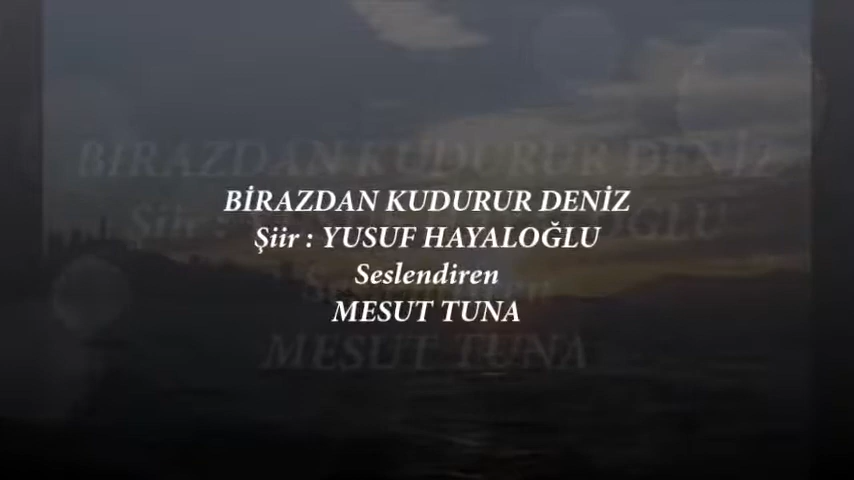 BİRAZDAN KUDURUR DENİZ
Şiir : YUSUF HAYALOĞLU
Seslendiren
MESUT TUNA